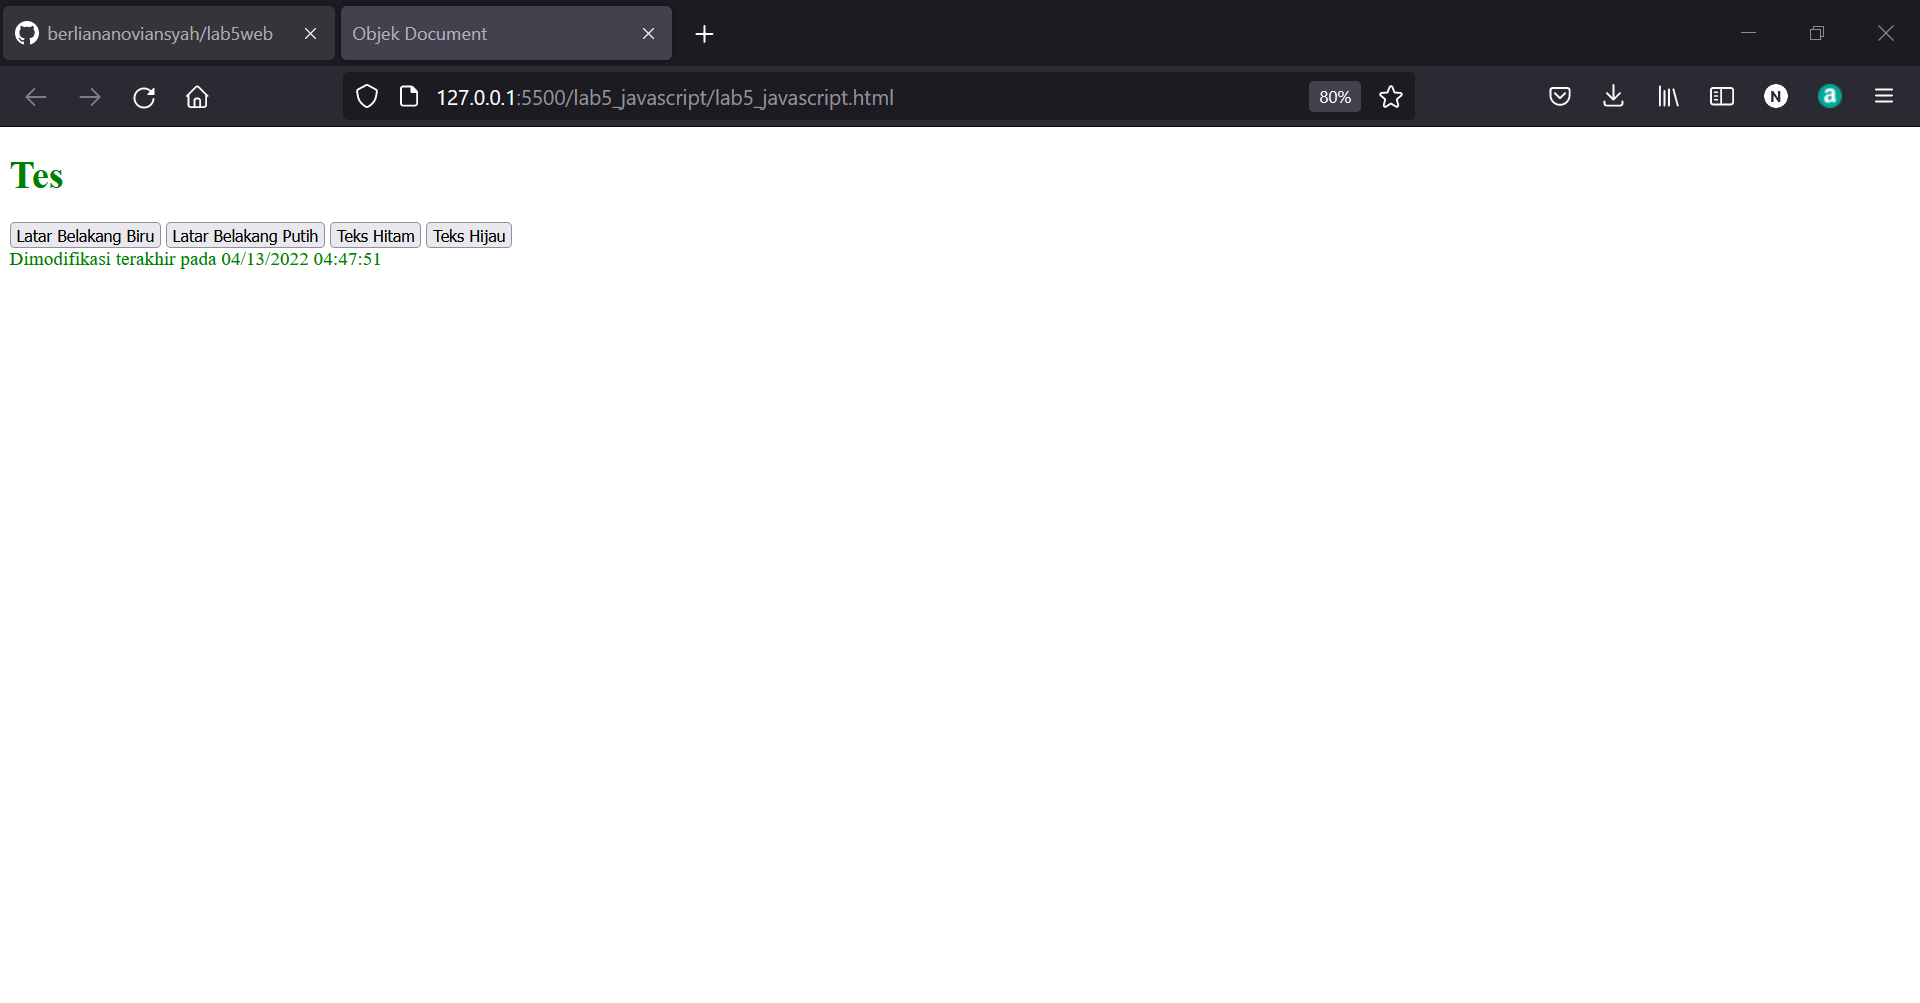 berliananoviansyah/lab5web
Objek Document
127.0.0.1:5500/lab5_javascript/lab5_javascript.html
80%
N
a
Tes
Latar Belakang Biru Latar Belakang Putih Teks Hitam Teks Hijau
Dimodifikasi terakhir pada 04/13/2022 04:47:51